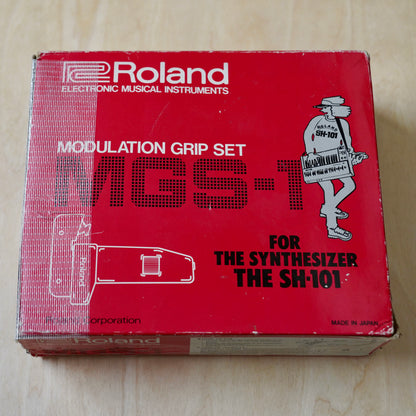 Roland
ELECTRONIC MUSICAL INSTRUMENTS
ROLAND
SH-101
MODULATION GRIP SET
MGS-1
FOR
THE SYNTHESIZER
THE SH-101
Roland
Roland Corporation
MADE IN JAPAN